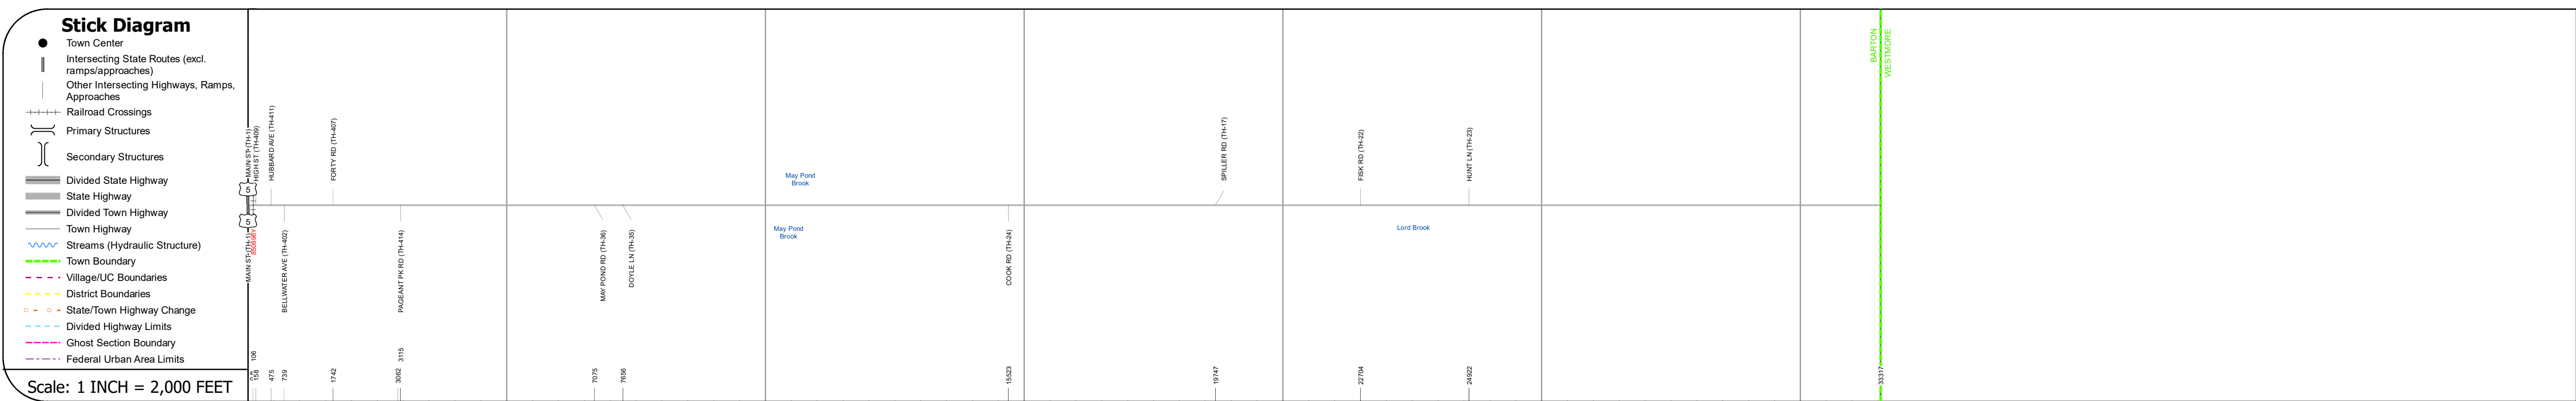 Stick Diagram
Town Center
Intersecting State Routes (excl.
ramps/approaches)
Other Intersecting Highways, Ramps,
Approaches
Railroad Crossings
Primary Structures
Secondary Structures
Divided State Highway
State Highway
Divided Town Highway
Town Highway
Streams (Hydraulic Structure)
Town Boundary
Village/UC Boundaries
District Boundaries
State/Town Highway Change
Divided Highway Limits
Ghost Section Boundary
Federal Urban Area Limits
Scale: 1 INCH = 2,000 FEET
MAIN ST (TH-1)
HIGH ST (TH-409)
HUBBARD AVE (TH-411)
FORTY RD (TH-407)
May Pond
Brook
SPILLER RD (TH-17)
FISK RD (TH-22)
HUNT LN (TH-23)
BARTON
WESTMORE
5
5
MAIN ST (TH-1)
BELLWATER AVE (TH-402)
PAGEANT PK RD (TH-414)
MAY POND RD (TH-36)
DOYLE LN (TH-35)
May Pond
Brook
COOK RD (TH-24)
Lord Brook
106
158
475
739
1742
3062
3115
7075
7656
15523
19747
22704
24922
33317